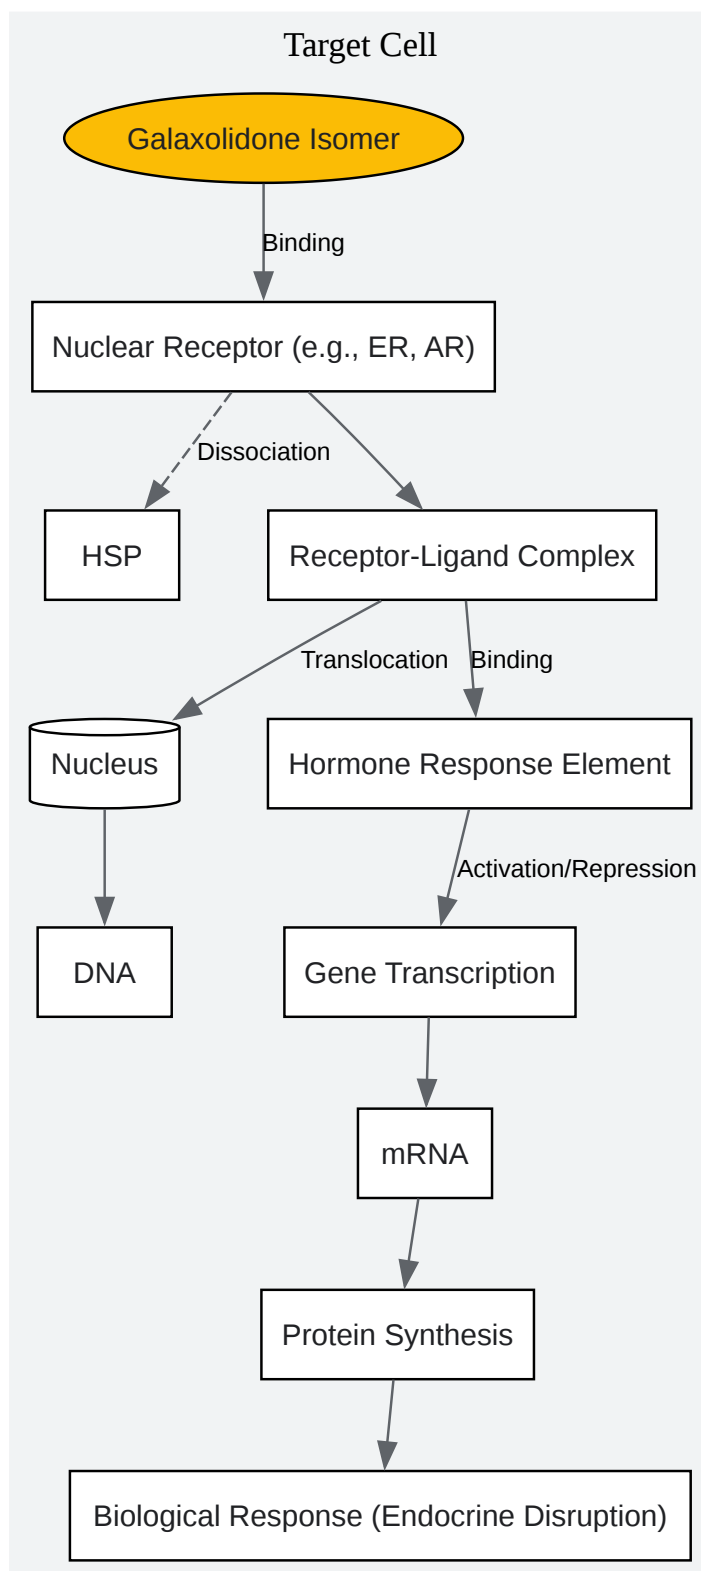 Target Cell
Galaxolidone Isomer
Binding
Nuclear Receptor (e.g., ER, AR)
Dissociation
HSP
Receptor-Ligand Complex
Translocation
Binding
Nucleus
Hormone Response Element
Activation/Repression
DNA
Gene Transcription
mRNA
Protein Synthesis
Biological Response (Endocrine Disruption)